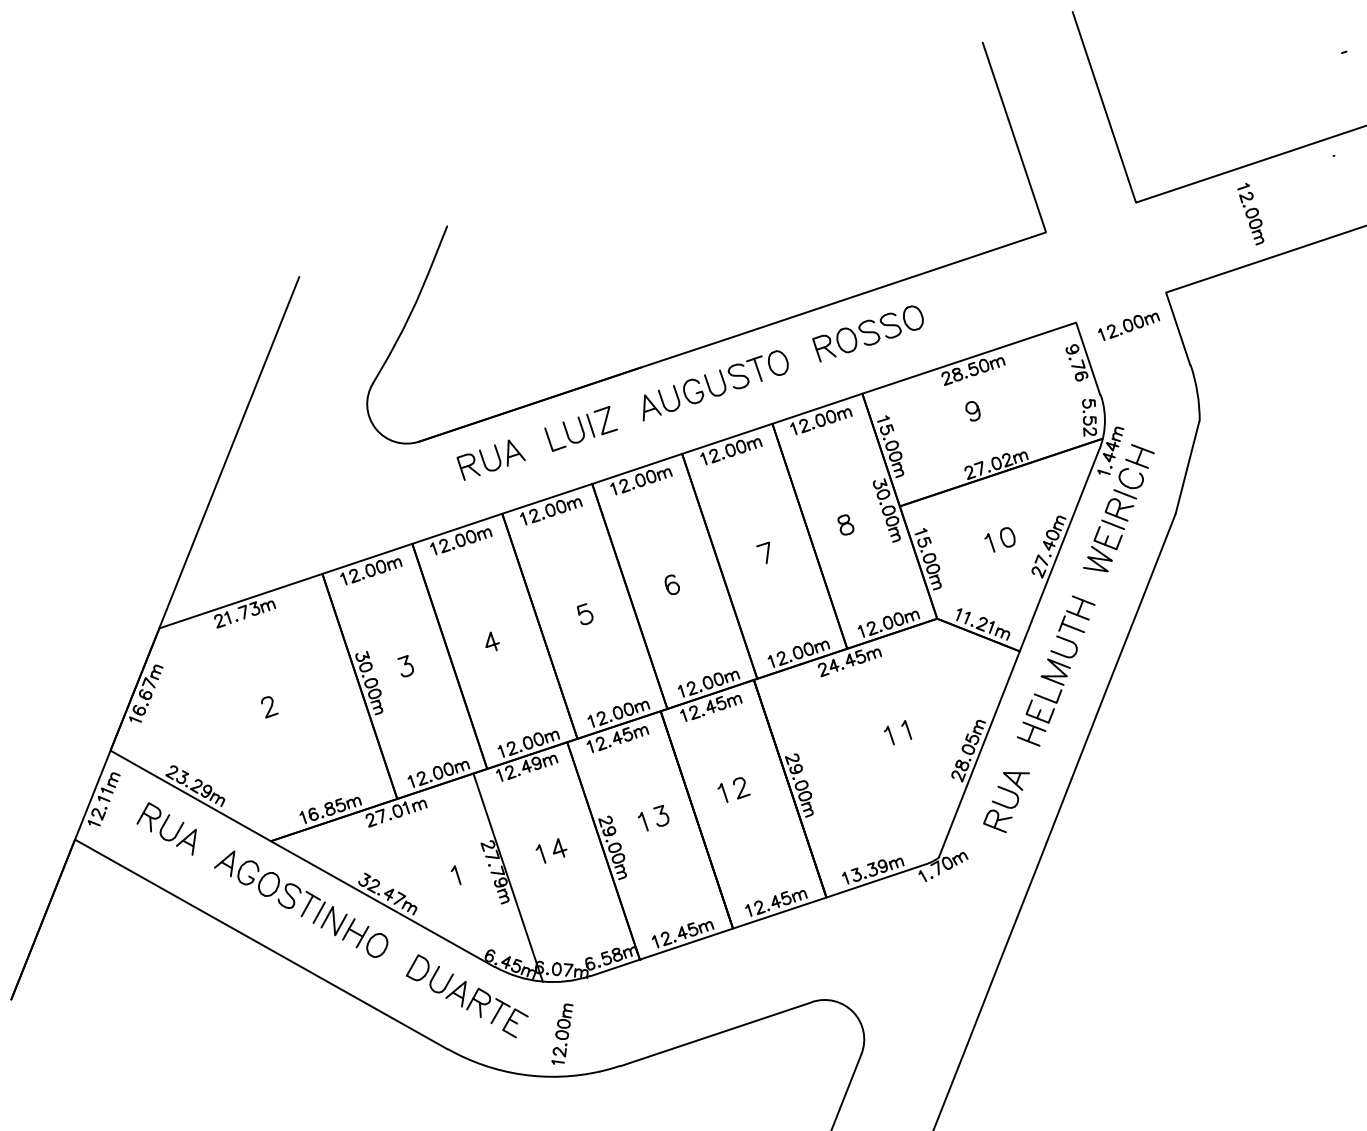 12.00m
RUA LUIZ AUGUSTO ROSSO
12.00m
28.50m
9.76
5.52
9
12.00m
15.00m
27.02m
1.44m
12.00m
12.00m
12.00m
12.00m
12.00m
21.73m
30.00m
8
7
6
5
4
3
2
10
15.00m
27.40m
RUA HELMUTH WEIRICH
11.21m
30.00m
16.67m
12.00m
12.00m
12.00m
12.00m
12.00m
12.00m
16.85m
23.29m
12.11m
24.45m
12.45m
12.45m
12.49m
27.01m
11
12
13
14
1
28.05m
29.00m
29.00m
27.79m
32.47m
RUA AGOSTINHO DUARTE
1.70m
13.39m
12.45m
12.45m
6.58m
6.07m
6.45m
12.00m